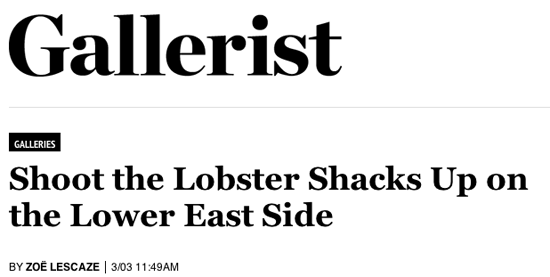 Gallerist
GALLERIES
Shoot the Lobster Shacks Up on
the Lower East Side
BY ZOË LESCAZE | 3/03 11:49AM